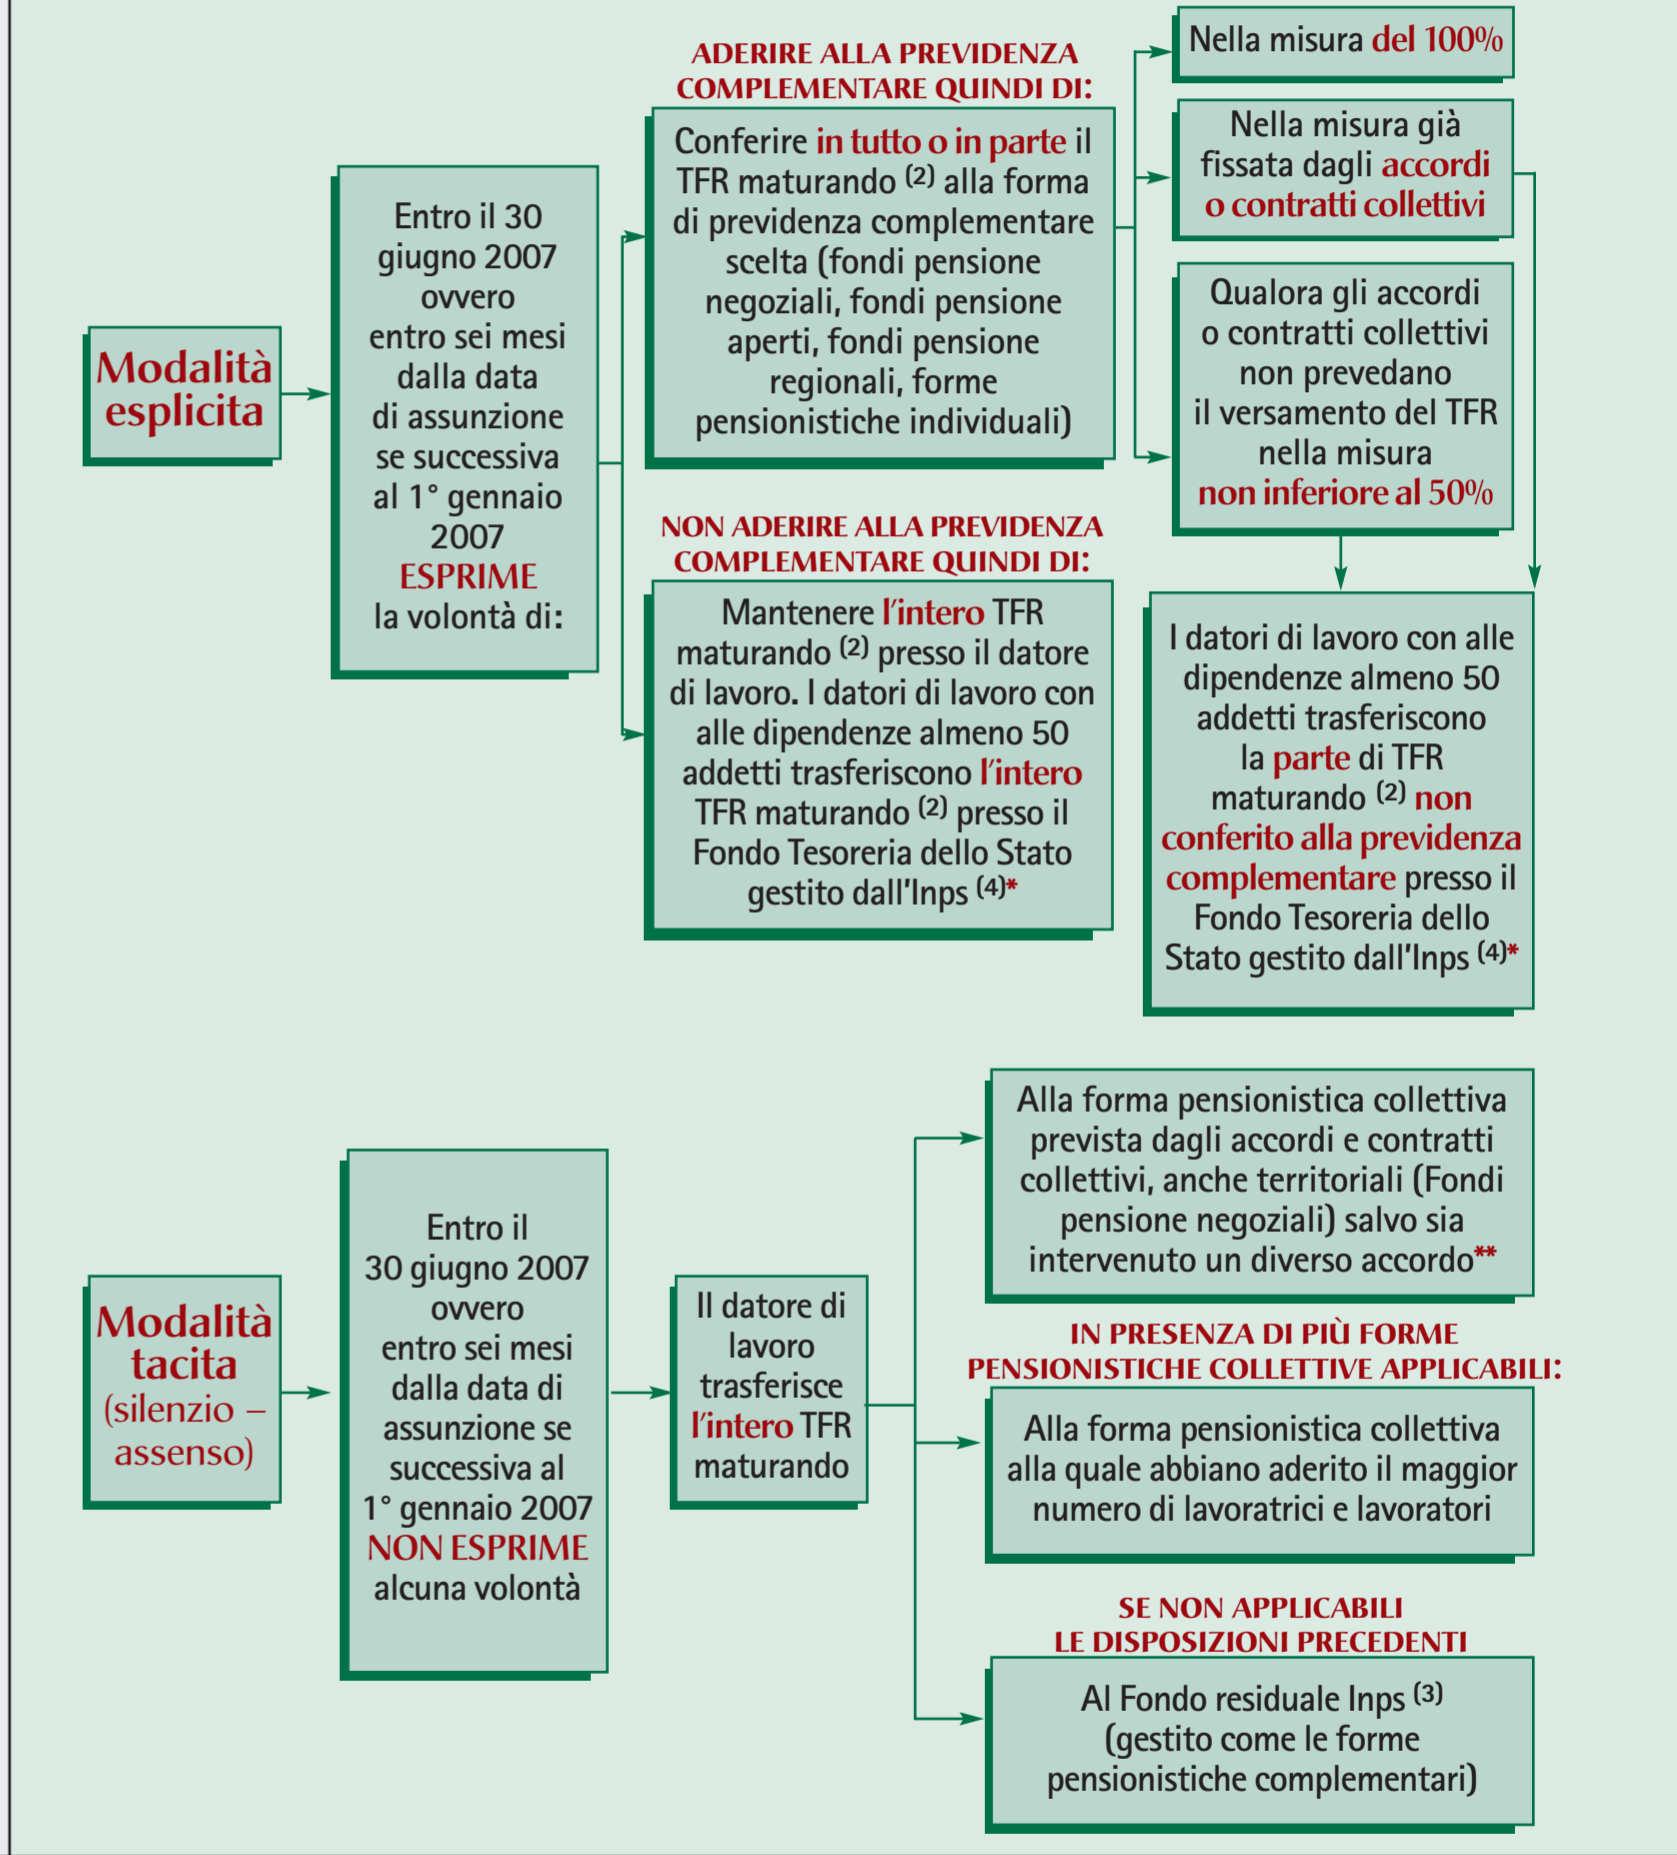 Modalità
esplicita
Entro il 30
giugno 2007
ovvero
entro sei mesi
dalla data
di assunzione
se successiva
al 1° gennaio
2007
ESPRIME
la volontà di:
ADERIRE ALLA PREVIDENZA
COMPLEMENTARE QUINDI DI:
Conferire in tutto o in parte il
TFR maturando (2) alla forma
di previdenza complementare
scelta (fondi pensione
negoziali, fondi pensione
aperti, fondi pensione
regionali, forme
pensionistiche individuali)
Nella misura del 100%
Nella misura già
fissata dagli accordi
o contratti collettivi
Qualora gli accordi
o contratti collettivi
non prevedano
il versamento del TFR
nella misura
non inferiore al 50%
NON ADERIRE ALLA PREVIDENZA
COMPLEMENTARE QUINDI DI:
Mantenere l'intero TFR
maturando (2) presso il datore
di lavoro. I datori di lavoro con
alle dipendenze almeno 50
addetti trasferiscono l'intero
TFR maturando (2) presso il
Fondo Tesoreria dello Stato
gestito dall'Inps (4)*
I datori di lavoro con alle
dipendenze almeno 50
addetti trasferiscono
la parte di TFR
maturando (2) non
conferito alla previdenza
complementare presso il
Fondo Tesoreria dello
Stato gestito dall'Inps (4)*
Modalità
tacita
(silenzio –
assenso)
Entro il
30 giugno 2007
ovvero
entro sei mesi
dalla data di
assunzione se
successiva al
1° gennaio 2007
NON ESPRIME
alcuna volontà
Il datore di
lavoro
trasferisce
l'intero TFR
maturando
Alla forma pensionistica collettiva
prevista dagli accordi e contratti
collettivi, anche territoriali (Fondi
pensione negoziali) salvo sia
intervenuto un diverso accordo**
IN PRESENZA DI PIÙ FORME
PENSIONISTICHE COLLETTIVE APPLICABILI:
Alla forma pensionistica collettiva
alla quale abbiano aderito il maggior
numero di lavoratrici e lavoratori
SE NON APPLICABILI
LE DISPOSIZIONI PRECEDENTI
Al Fondo residuale Inps (3)
(gestito come le forme
pensionistiche complementari)